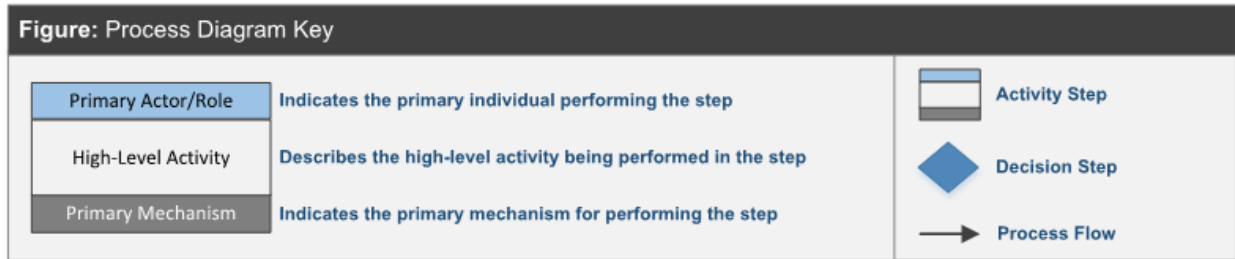 Figure: Process Diagram Key
Primary Actor/Role
Indicates the primary individual performing the step
High-Level Activity
Describes the high-level activity being performed in the step
Primary Mechanism
Indicates the primary mechanism for performing the step
Activity Step
Decision Step
Process Flow